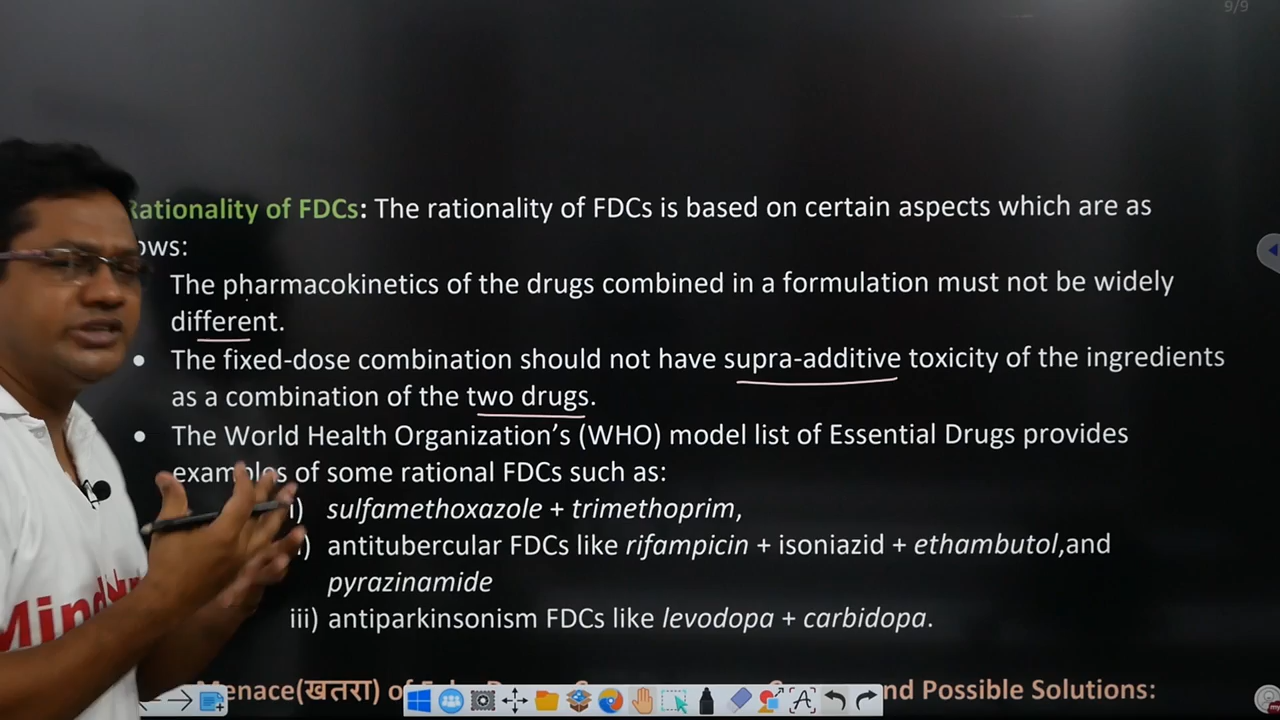 9/9
Rationality of FDCs: The rationality of FDCs is based on certain aspects which are as
ows:
The pharmacokinetics of the drugs combined in a formulation must not be widely
different.
• The fixed-dose combination should not have supra-additive toxicity of the ingredients
as a combination of the two drugs.
• The World Health Organization’s (WHO) model list of Essential Drugs provides
examples of some rational FDCs such as:
i) sulfamethoxazole + trimethoprim,
) antitubercular FDCs like rifampicin + isoniazid + ethambutol,and
pyrazinamide
iii) antiparkinsonism FDCs like levodopa + carbidopa.
Menace(खतरा) of and Possible Solutions: